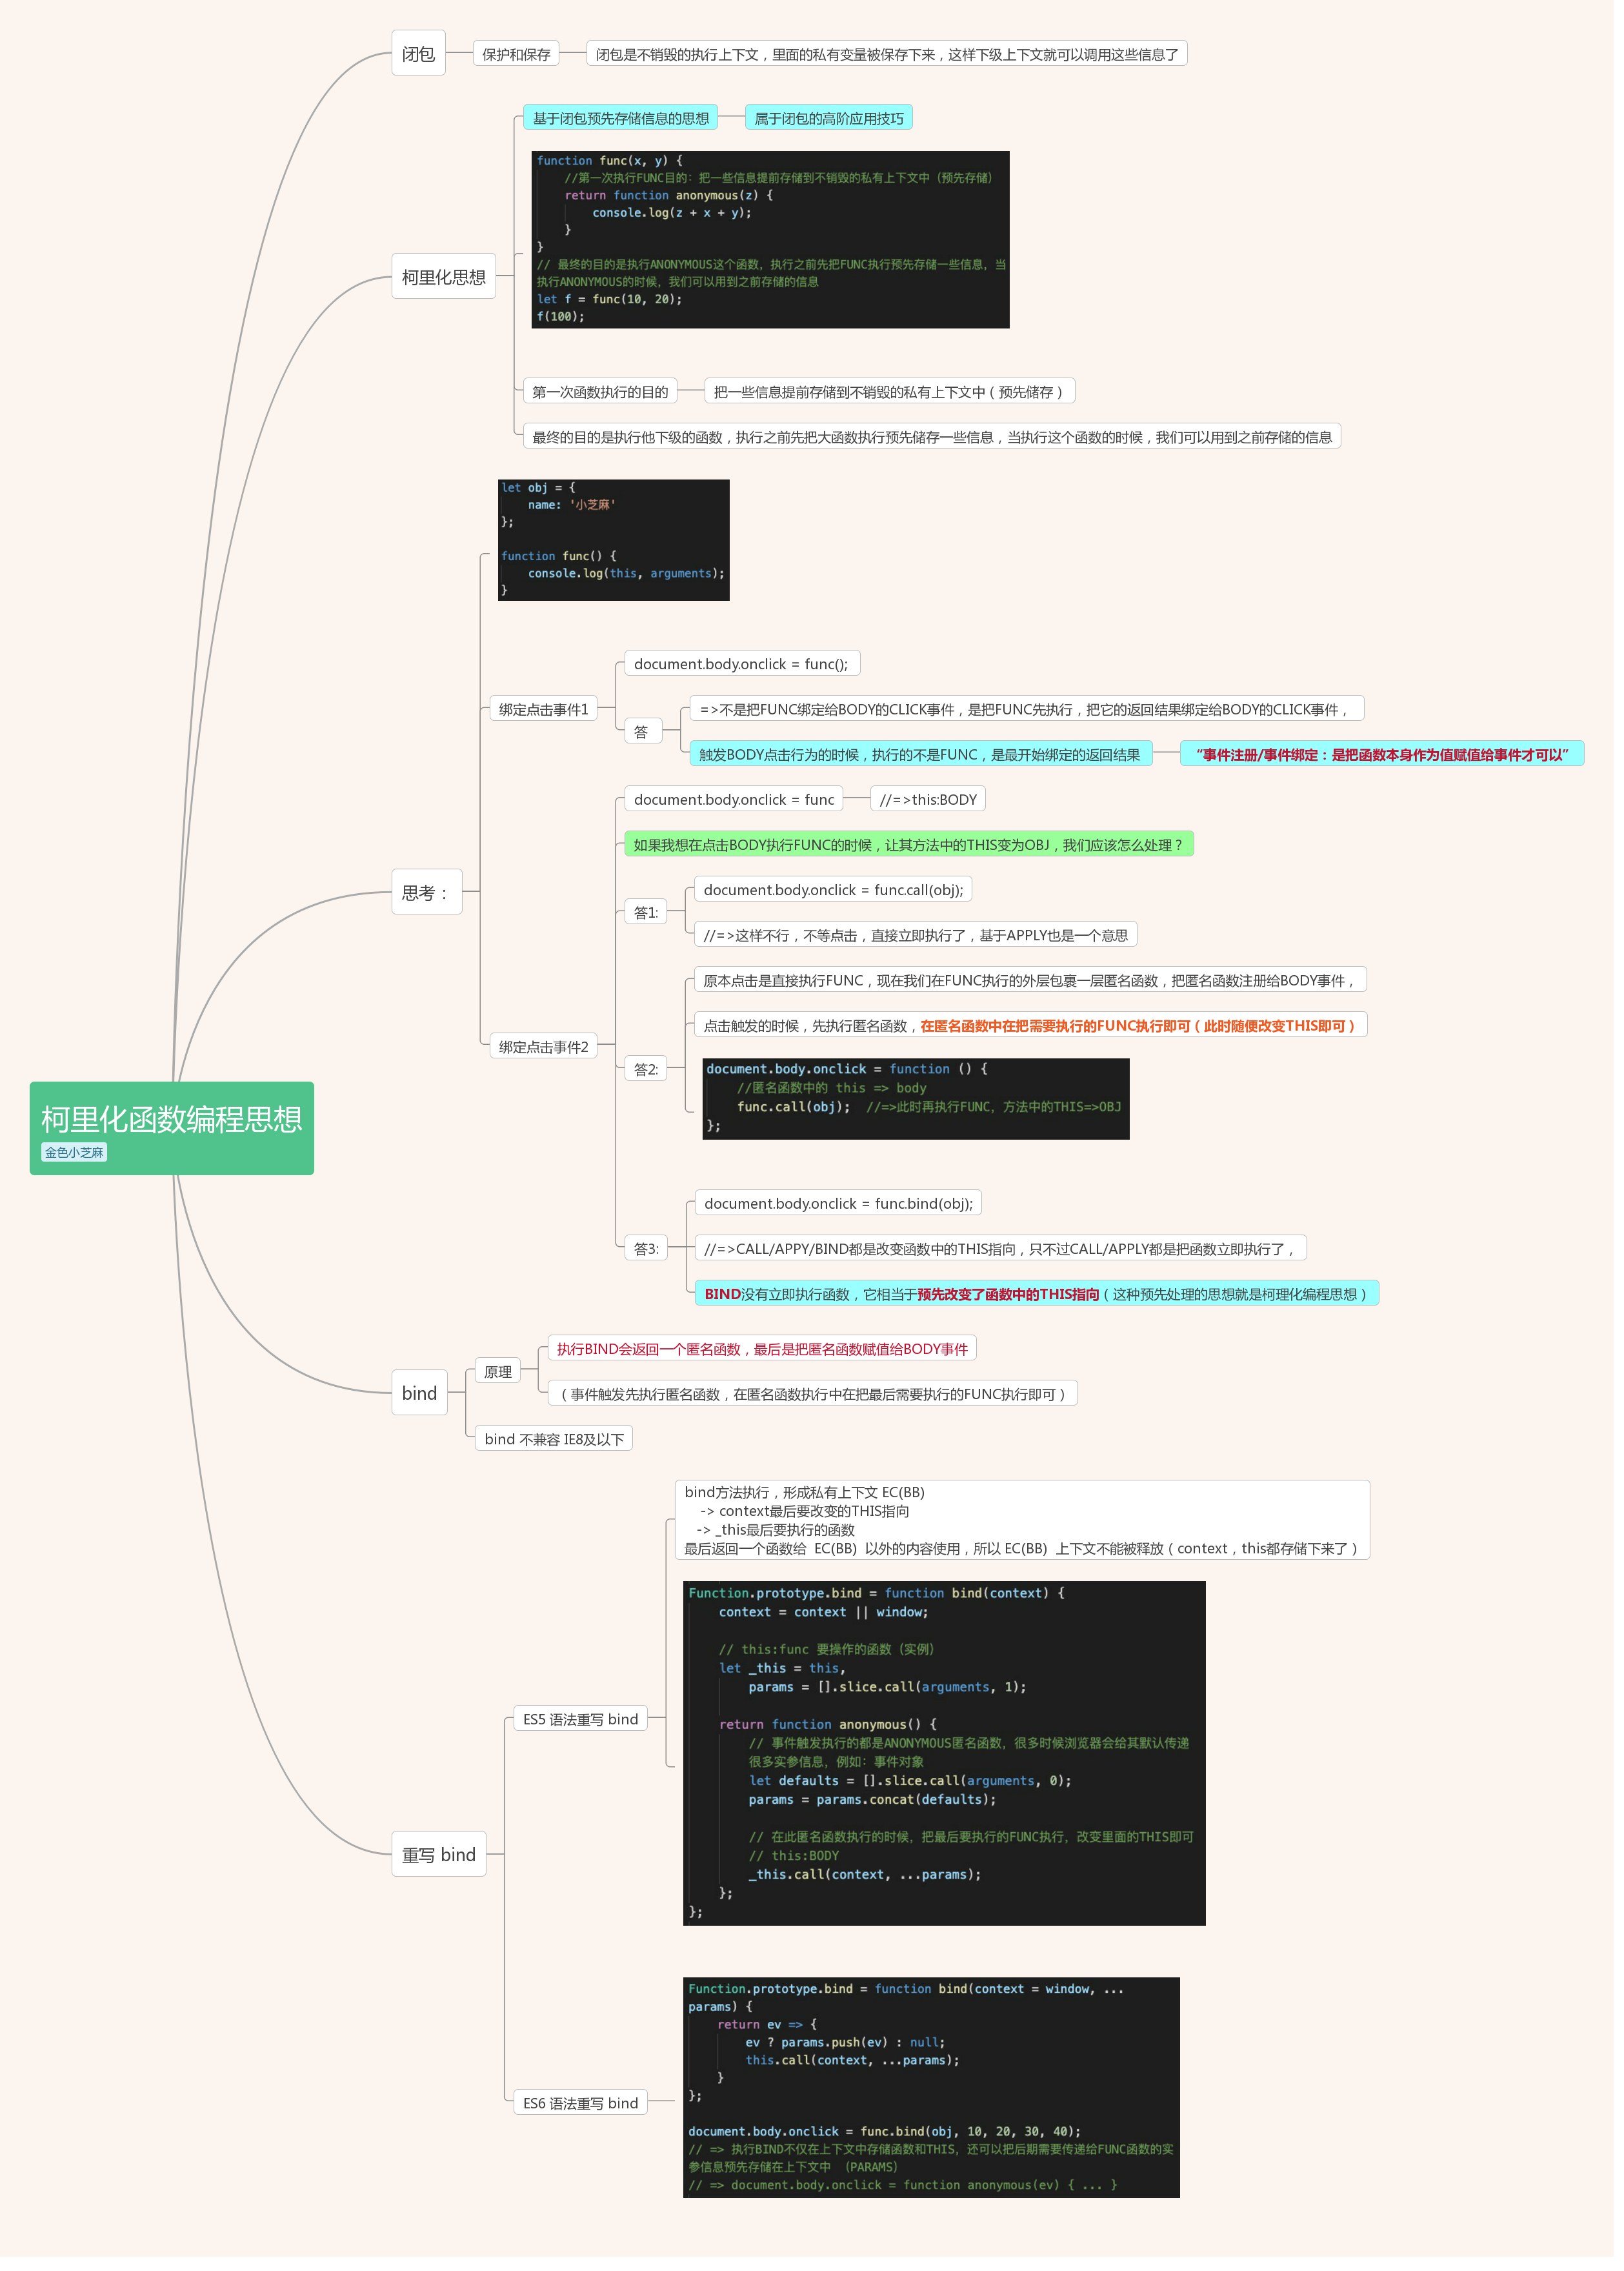 闭包
保护和保存
闭包是不销毁的执行上下文，里面的私有变量被保存下来，这样下级上下文就可以调用这些信息了
柯里化思想
基于闭包预先存储信息的思想
属于闭包的高阶应用技巧
function func(x, y) {
//第一次执行FUNC目的：把一些信息提前存储到不销毁的私有上下文中（预先存储）
return function anonymous(z) {
console.log(z + x + y);
}
}
// 最终的目的是执行ANONYMOUS这个函数，执行之前先把FUNC执行预先存储一些信息，当
执行ANONYMOUS的时候，我们可以用到之前存储的信息
let f = func(10, 20);
f(100);
第一次函数执行的目的
把一些信息提前存储到不销毁的私有上下文中（预先储存）
最终的目的是执行他下级的函数，执行之前先把大函数执行预先储存一些信息，当执行这个函数的时候，我们可以用到之前存储的信息
思考：
let obj = {
name: '小芝麻'
};
function func() {
console.log(this, arguments);
}
绑定点击事件1
document.body.onclick = func();
答
=>不是把FUNC绑定给BODY的CLICK事件，是把FUNC先执行，把它的返回结果绑定给BODY的CLICK事件，
触发BODY点击行为的时候，执行的不是FUNC，是最开始绑定的返回结果
“事件注册/事件绑定：是把函数本身作为值赋值给事件才可以”
绑定点击事件2
document.body.onclick = func
//=>this:BODY
如果我想在点击BODY执行FUNC的时候，让其方法中的THIS变为OBJ，我们应该怎么处理？
答1:
document.body.onclick = func.call(obj);
//=>这样不行，不等点击，直接立即执行了，基于APPLY也是一个意思
答2:
原本点击是直接执行FUNC，现在我们在FUNC执行的外层包裹一层匿名函数，把匿名函数注册给BODY事件，
点击触发的时候，先执行匿名函数，在匿名函数中在把需要执行的FUNC执行即可（此时随便改变THIS即可）
document.body.onclick = function () {
//匿名函数中的 this => body
func.call(obj);  //=>此时再执行FUNC，方法中的THIS=>OBJ
};
答3:
document.body.onclick = func.bind(obj);
//=>CALL/APPY/BIND都是改变函数中的THIS指向，只不过CALL/APPLY都是把函数立即执行了，
BIND没有立即执行函数，它相当于预先改变了函数中的THIS指向（这种预先处理的思想就是柯理化编程思想）
柯里化函数编程思想
金色小芝麻
bind
原理
执行BIND会返回一个匿名函数，最后是把匿名函数赋值给BODY事件
（事件触发先执行匿名函数，在匿名函数执行中在把最后需要执行的FUNC执行即可）
bind 不兼容 IE8及以下
重写 bind
ES5 语法重写 bind
bind方法执行，形成私有上下文 EC(BB)
-> context最后要改变的THIS指向
-> _this最后要执行的函数
最后返回一个函数给 EC(BB) 以外的内容使用，所以 EC(BB) 上下文不能被释放（context，this都存储下来了）
Function.prototype.bind = function bind(context) {
context = context || window;
// this:func 要操作的函数（实例）
let _this = this,
params = [].slice.call(arguments, 1);
return function anonymous() {
// 事件触发执行的都是ANONYMOUS匿名函数，很多时候浏览器会给其默认传递
很多实参信息，例如：事件对象
let defaults = [].slice.call(arguments, 0);
params = params.concat(defaults);
// 在此匿名函数执行的时候，把最后要执行的FUNC执行，改变里面的THIS即可
// this:BODY
_this.call(context, ...params);
};
};
ES6 语法重写 bind
Function.prototype.bind = function bind(context = window, ...
params) {
return ev => {
ev ? params.push(ev) : null;
this.call(context, ...params);
}
};
document.body.onclick = func.bind(obj, 10, 20, 30, 40);
// => 执行BIND不仅在上下文中存储函数和THIS，还可以把后期需要传递给FUNC函数的实
参信息预先存储在上下文中 （PARAMS）
// => document.body.onclick = function anonymous(ev) { ... }